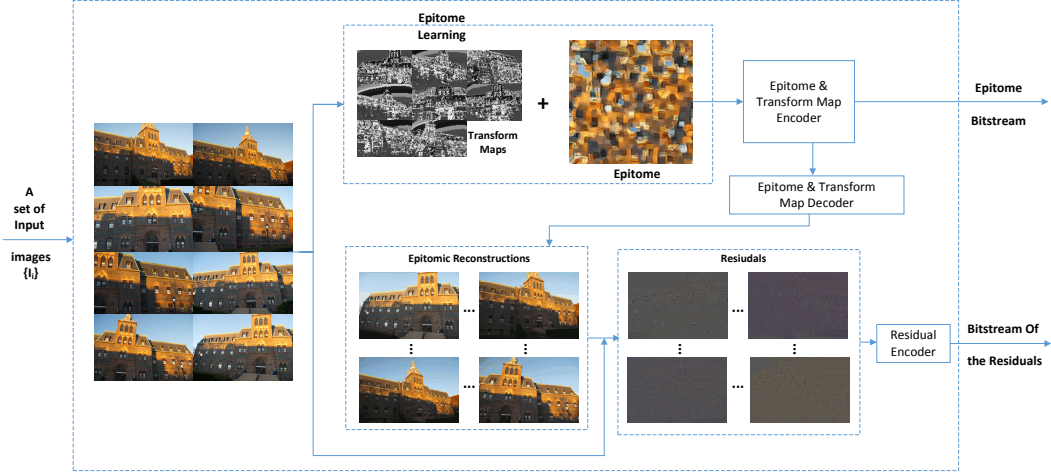 A
set of
Input
images
{Iᵢ}
Epitome
Learning
Transform
Maps
+
Epitome
Epitome &
Transform Map
Encoder
Epitome
Bitstream
Epitome & Transform
Map Decoder
Epitomic Reconstructions
...
...
...
...
Resiudals
...
...
...
...
Residual
Encoder
Bitstream Of
the Residuals